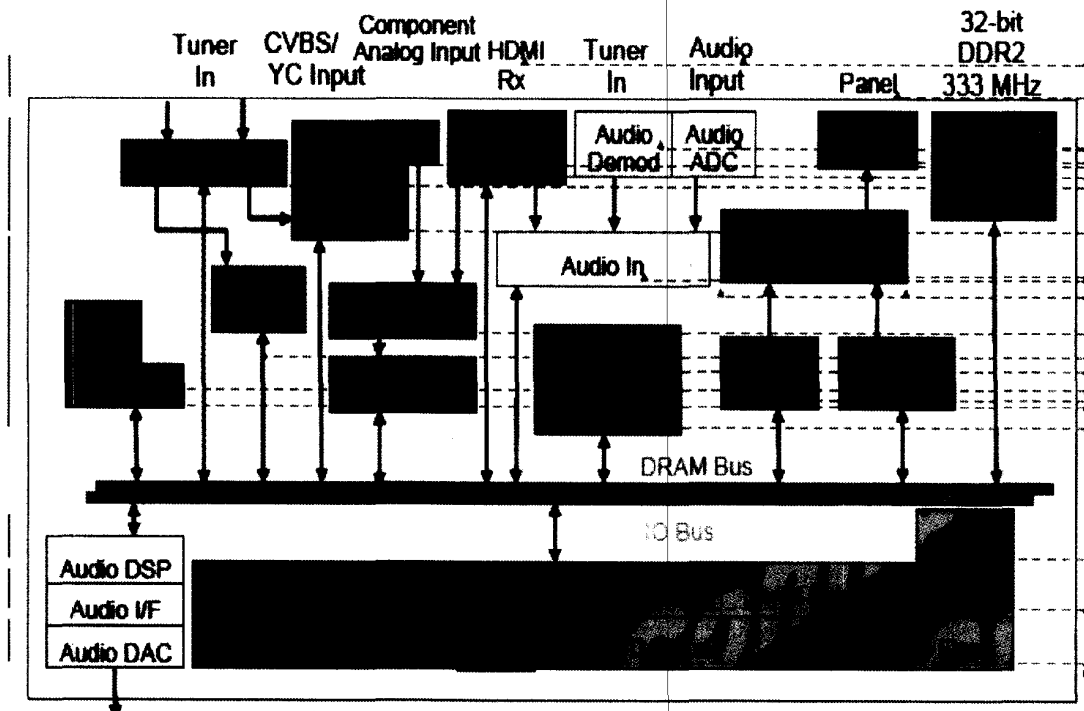 Tuner
In
CVBS/
YC Input
Component
Analog Input
HDMI
Rx
Tuner
In
Audio
Input
Panel
32-bit
DDR2
333 MHz
Audio
Demod
Audio
ADC
Audio In
DRAM Bus
IO Bus
Audio DSP
Audio I/F
Audio DAC